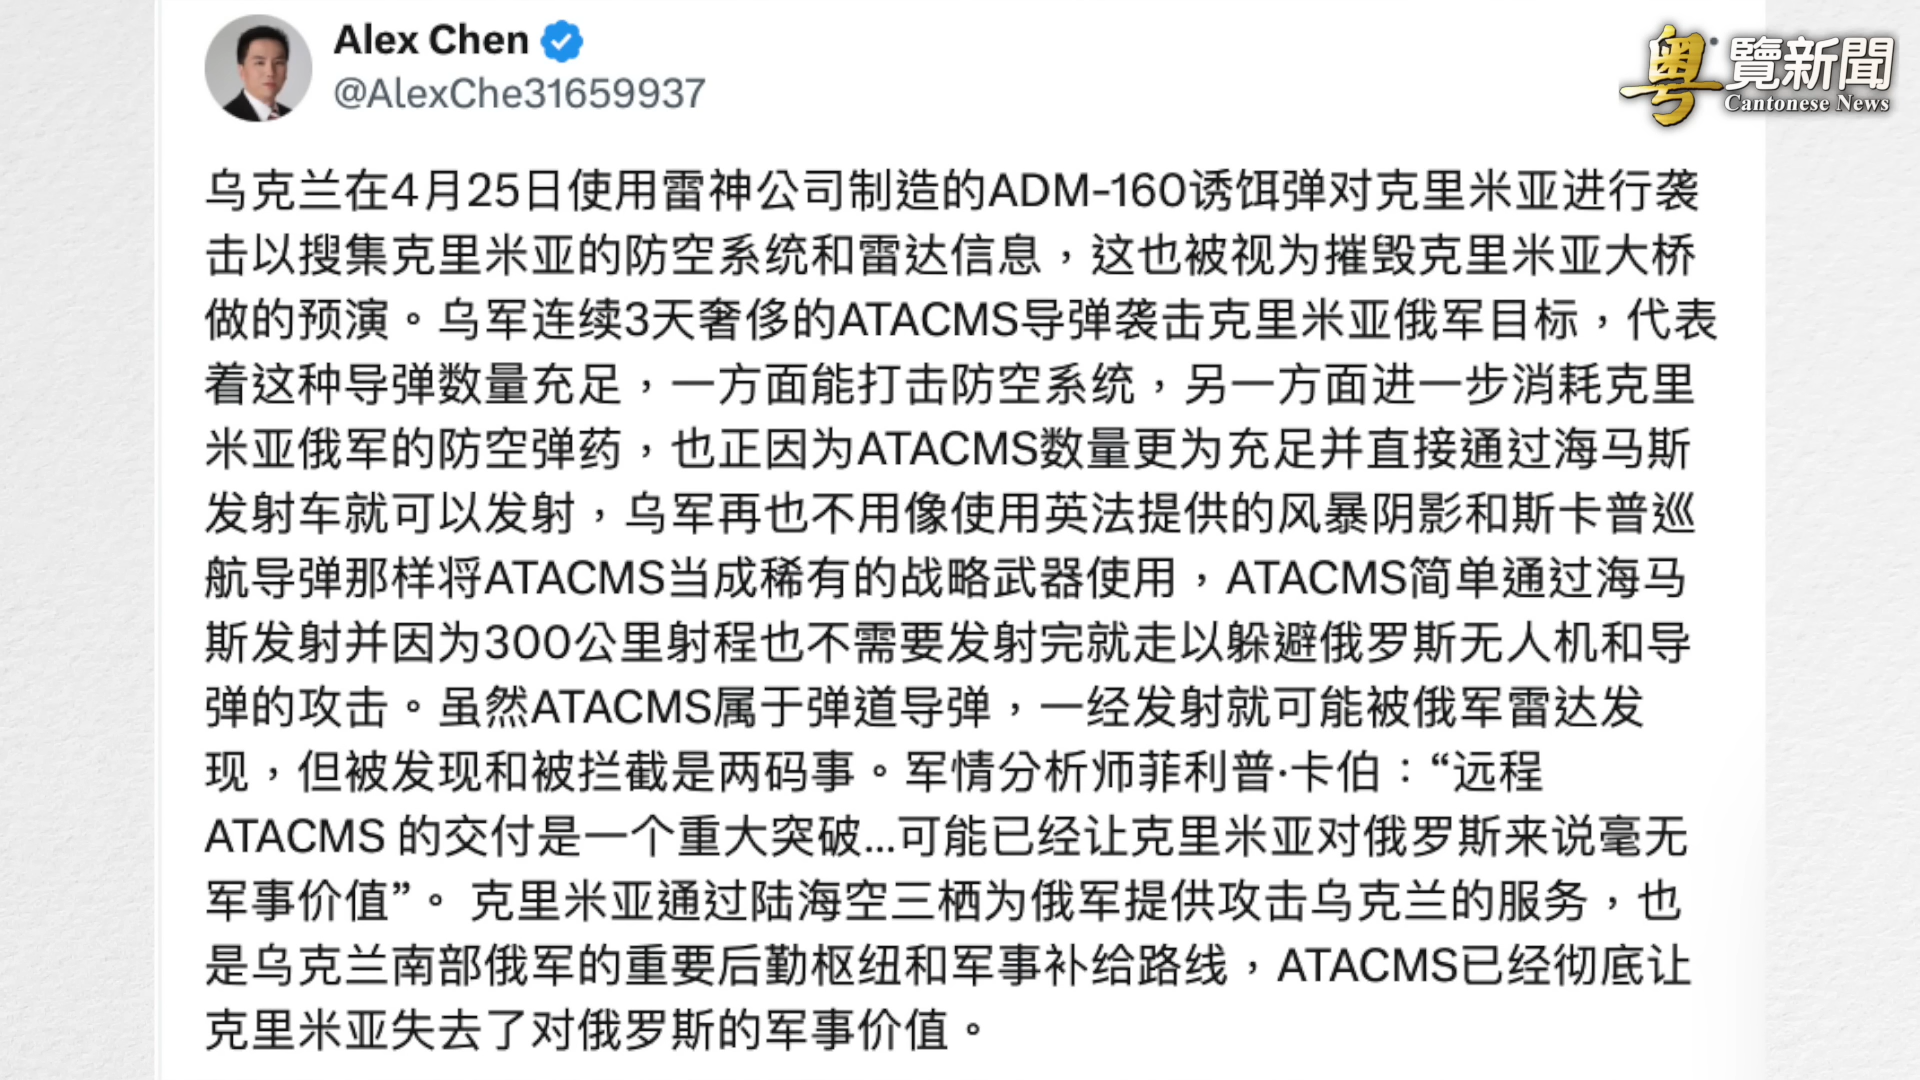 Alex Chen
@AlexChe31659937
粤覽新聞
Cantonese News
乌克兰在4月25日使用雷神公司制造的ADM-160诱饵弹对克里米亚进行袭
击以搜集克里米亚的防空系统和雷达信息，这也被视为摧毁克里米亚大桥
做的预演。乌军连续3天奢侈的ATACMS导弹袭击克里米亚俄军目标，代表
着这种导弹数量充足，一方面能打击防空系统，另一方面进一步消耗克里
米亚俄军的防空弹药，也正因为ATACMS数量更为充足并直接通过海马斯
发射车就可以发射，乌军再也不用像使用英法提供的风暴阴影和斯卡普巡
航导弹那样将ATACMS当成稀有的战略武器使用，ATACMS简单通过海马
斯发射并因为300公里射程也不需要发射完就走以躲避俄罗斯无人机和导
弹的攻击。虽然ATACMS属于弹道导弹，一经发射就可能被俄军雷达发
现，但被发现和被拦截是两码事。军情分析师菲利普·卡伯：“远程
ATACMS 的交付是一个重大突破...可能已经让克里米亚对俄罗斯来说毫无
军事价值”。 克里米亚通过陆海空三栖为俄军提供攻击乌克兰的服务，也
是乌克兰南部俄军的重要后勤枢纽和军事补给路线，ATACMS已经彻底让
克里米亚失去了对俄罗斯的军事价值。